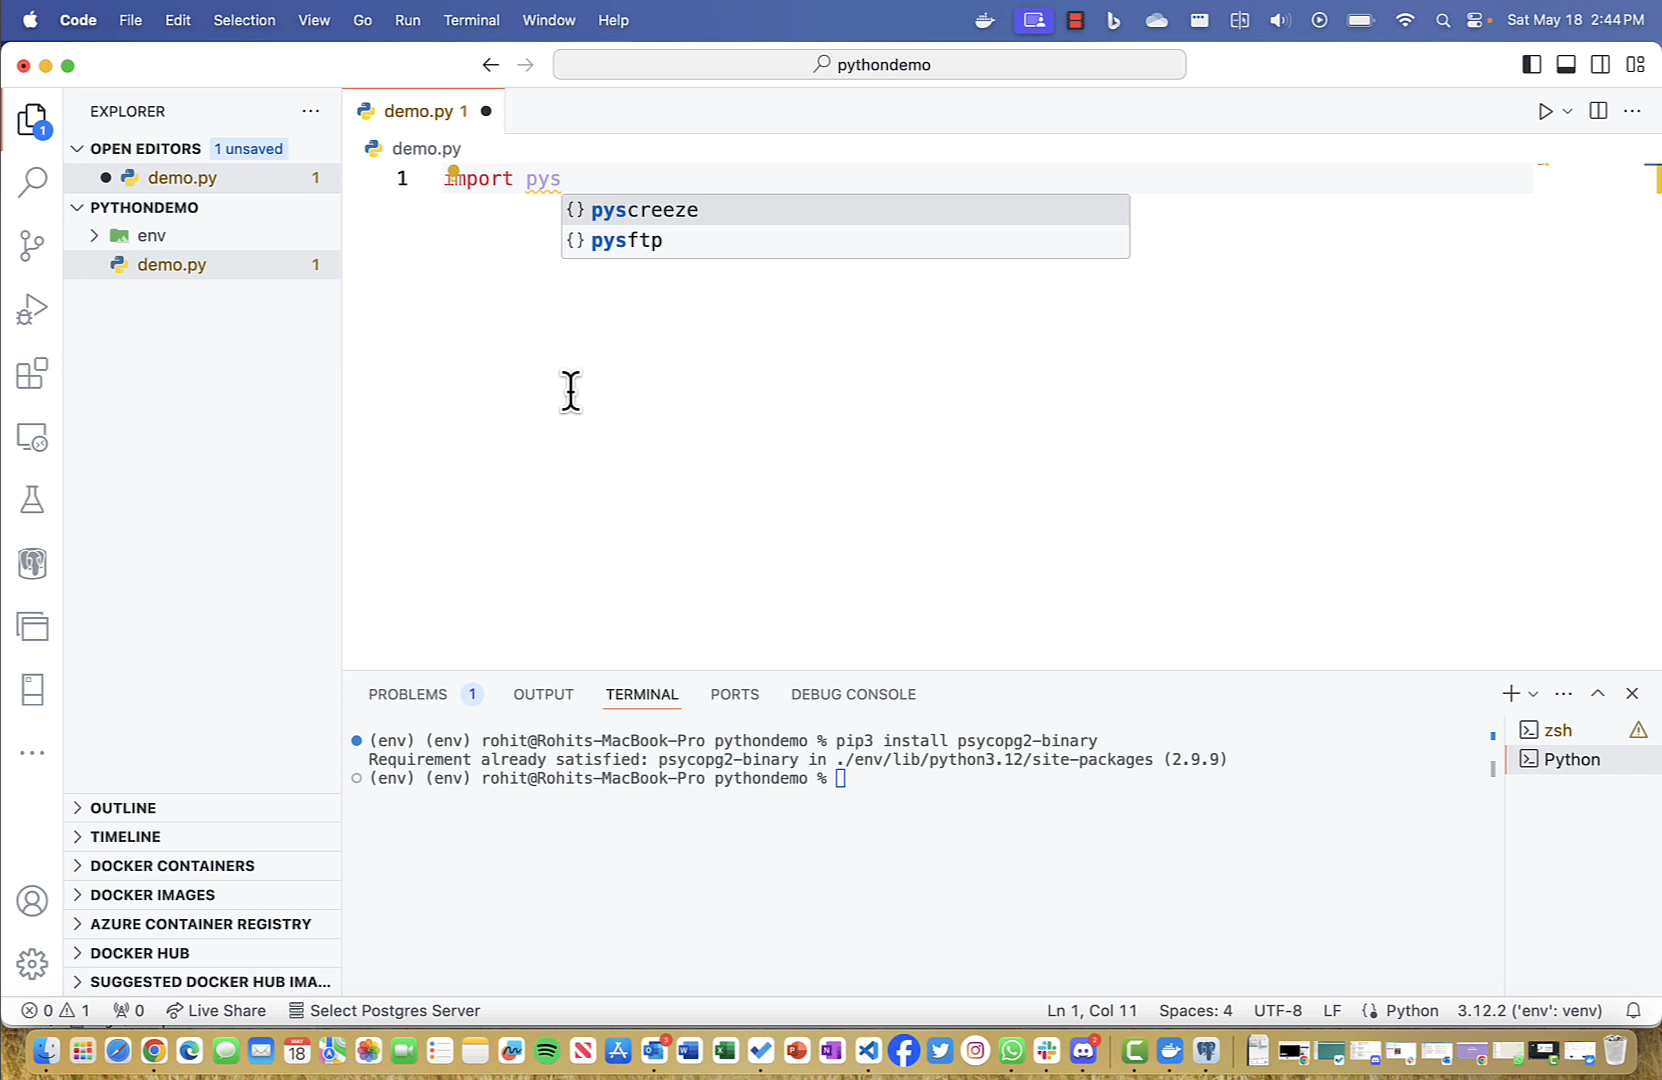 Code File Edit Selection View Go Run Terminal Window Help Sat May 18 2:44 PM
pythondemo
EXPLORER
demo.py 1
OPEN EDITORS 1 unsaved
demo.py
demo.py 1
1 import pys
PYTHONDEMO
pyscreeze
env
pysftp
demo.py 1
PROBLEMS 1 OUTPUT TERMINAL PORTS DEBUG CONSOLE
(env) (env) rohit@Rohits-MacBook-Pro pythondemo % pip3 install psycopg2-binary
Requirement already satisfied: psycopg2-binary in ./env/lib/python3.12/site-packages (2.9.9)
(env) (env) rohit@Rohits-MacBook-Pro pythondemo %
zsh
Python
OUTLINE
TIMELINE
DOCKER CONTAINERS
DOCKER IMAGES
AZURE CONTAINER REGISTRY
DOCKER HUB
SUGGESTED DOCKER HUB IMA...
0 1 0 Live Share Select Postgres Server Ln 1, Col 11 Spaces: 4 UTF-8 LF Python 3.12.2 ('env': venv)